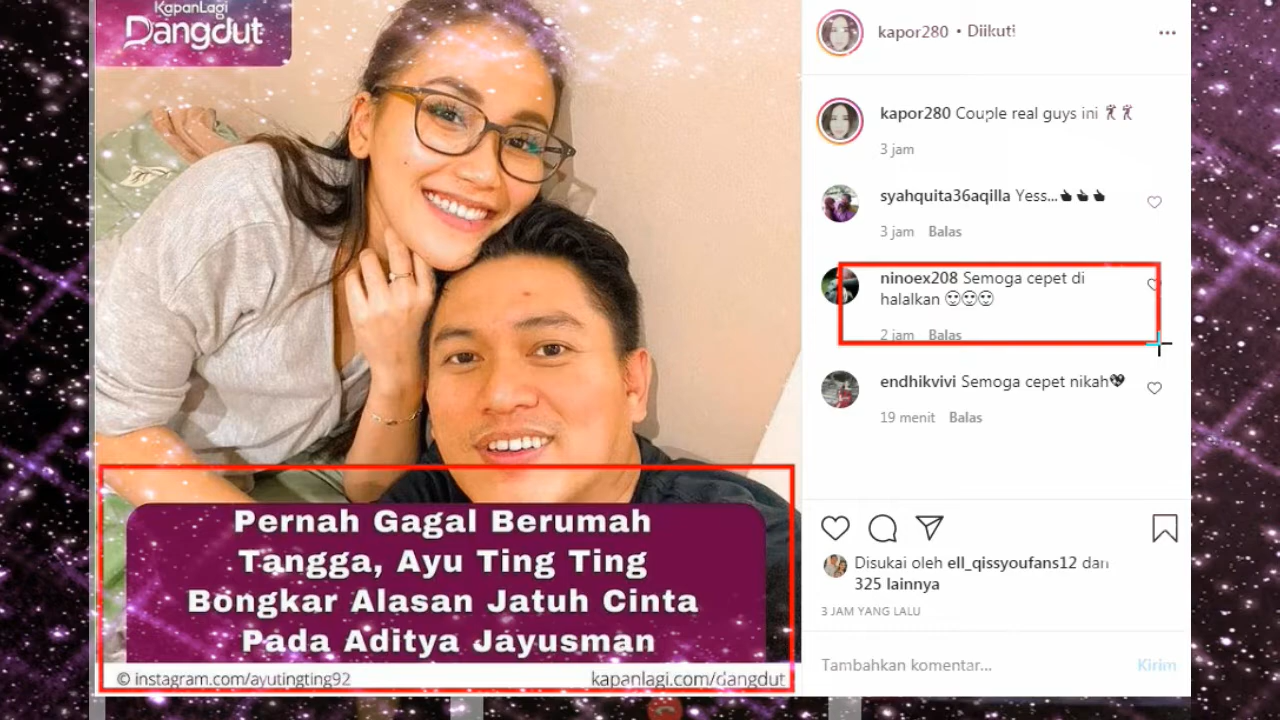 KapanLagi
Dangdut
Pernah Gagal Berumah
Tangga, Ayu Ting Ting
Bongkar Alasan Jatuh Cinta
Pada Aditya Jayusman
© instagram.com/ayutingting92
kapanlagi.com/dangdut
kapor280 • Diikuti
kapor280 Couple real guys ini
3 jam
syahquita36aqilla Yess...
3 jam Balas
ninoex208 Semoga cepet di
halalkan
2 jam Balas
endhikvivi Semoga cepet nikah
19 menit Balas
Disukai oleh ell_qissyoufans12 dan
325 lainnya
3 JAM YANG LALU
Tambahkan komentar...
Kirim